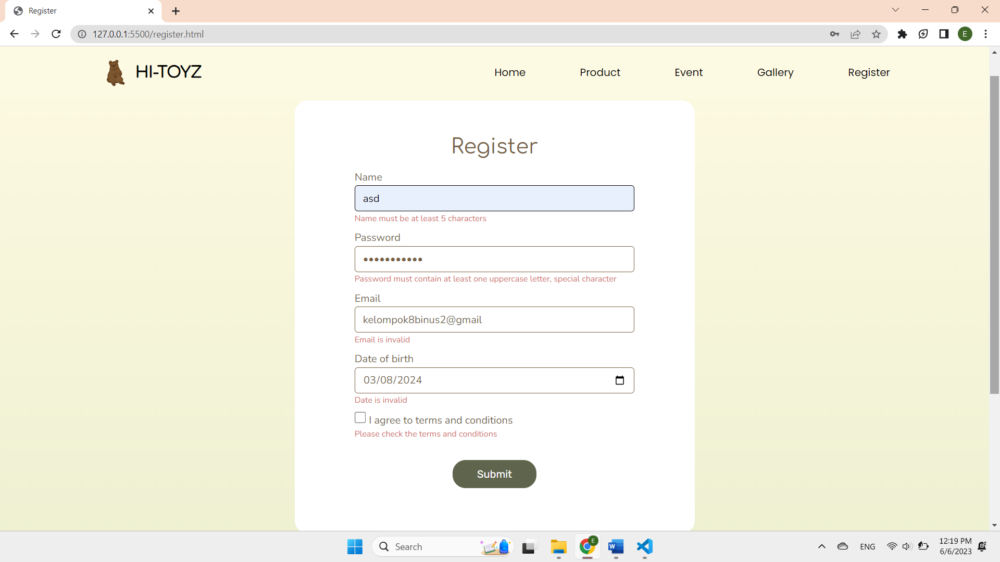 Register
127.0.0.1:5500/register.html
E
HI-TOYZ
Home
Product
Event
Gallery
Register
Register
Name
asd
Name must be at least 5 characters
Password
•••••••••••
Password must contain at least one uppercase letter, special character
Email
kelompok8binus2@gmail
Email is invalid
Date of birth
03/08/2024
Date is invalid
I agree to terms and conditions
Please check the terms and conditions
Submit
Search
E
W
ENG
12:19 PM
6/6/2023